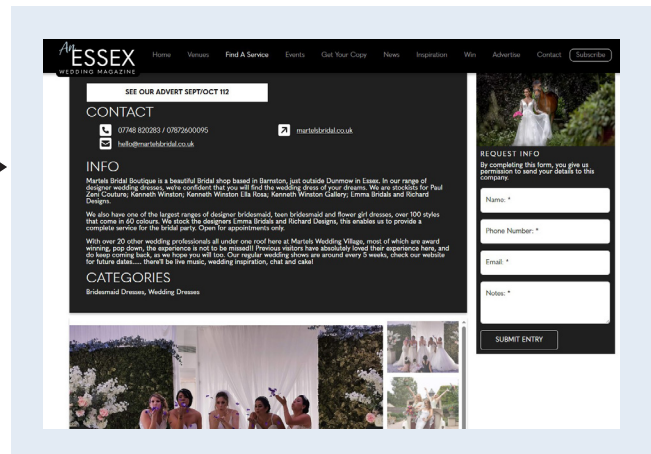 An
ESSEX
WEDDING MAGAZINE
Home Venues Find A Service Events Get Your Copy News Inspiration Win Advertise Contact Subscribe
SEE OUR ADVERT SEPT/OCT 112
CONTACT
07748 820283 / 07872600095
martelsbridal.co.uk
hello@martelsbridal.co.uk
INFO
Martels Bridal Boutique is a beautiful Bridal shop based in Barnston, just outside Dunmow in Essex. In our range of
designer wedding dresses, we're confident that you will find the wedding dress of your dreams. We are stockists for Paul
Zeni Couture; Kenneth Winston; Kenneth Winston Ella Rosa; Kenneth Winston Gallery; Emma Bridals and Richard
Designs.
We also have one of the largest ranges of designer bridesmaid, teen bridesmaid and flower girl dresses, over 100 styles
that come in 60 colours. We stock the designers Emma Bridals and Richard Designs, this enables us to provide a
complete service for the bridal party. Open for appointments only.
With over 20 other wedding professionals all under one roof here at Martels Wedding Village, most of which are award
winning, pop down, the experience is not to be missed!! Previous visitors have absolutely loved their experience here, and
do keep coming back, as we hope you will too. Our regular wedding shows are around every 5 weeks, check our website
for future dates..... there'll be live music, wedding inspiration, chat and cake!
CATEGORIES
Bridesmaid Dresses, Wedding Dresses
REQUEST INFO
By completing this form, you give us
permission to send your details to this
company.
Name: *
Phone Number: *
Email: *
Notes: *
SUBMIT ENTRY